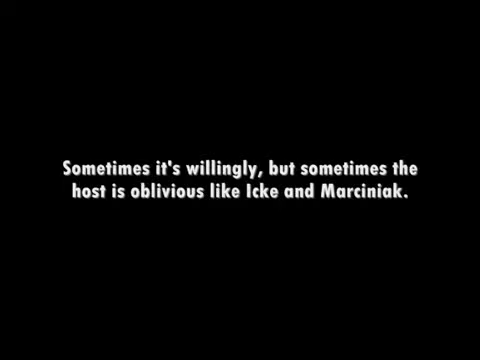 Sometimes it's willingly, but sometimes the
host is oblivious like Icke and Marciniak.